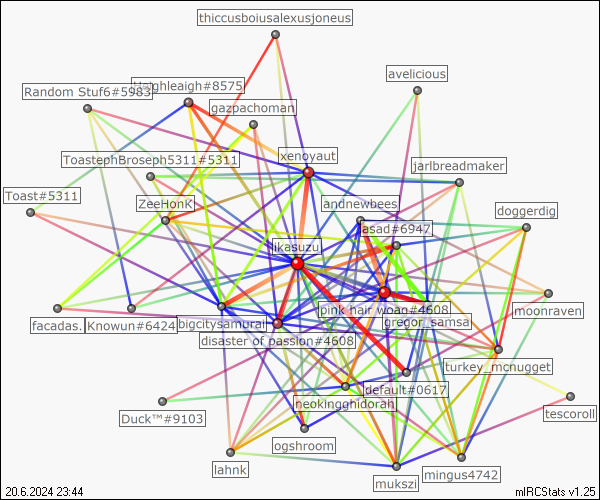 thiccusboiusalexusjoneus
avelicious
Random Stuf6#5983
Haighleigh#8575
gazpachoman
ToastephBroseph5311#5311
xenoyaut
jarlbreadmaker
Toast#5311
ZeeHonK
andnewbees
doggerdig
asad#6947
likasuzu
moonraven
facadas.
Knowun#6424
bigcitysamurai
pink hair woag#4608
gregor_samsa
disaster of passion#4608
turkey_mcnugget
default#0617
neokingghidorah
Duck™#9103
tescoroll
ogshroom
lahnk
mukszi
mingus4742
20.6.2024 23:44
mIRCStats v1.25